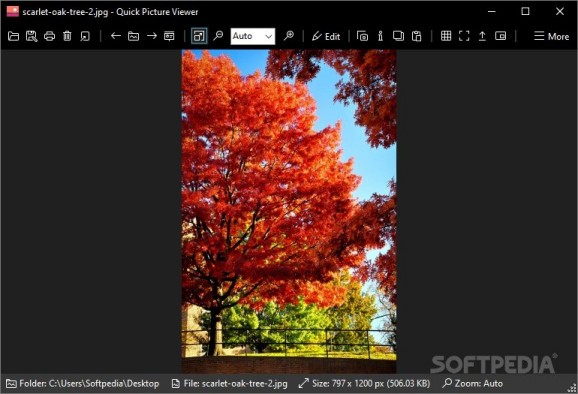 scarlet-oak-tree-2.jpg - Quick Picture Viewer
Auto Edit More
SOFTPEDIA®
Folder: C:\Users\Softpedia\Desktop File: scarlet-oak-tree-2.jpg Size: 797 x 1200 px (506.03 KB) Zoom: Auto